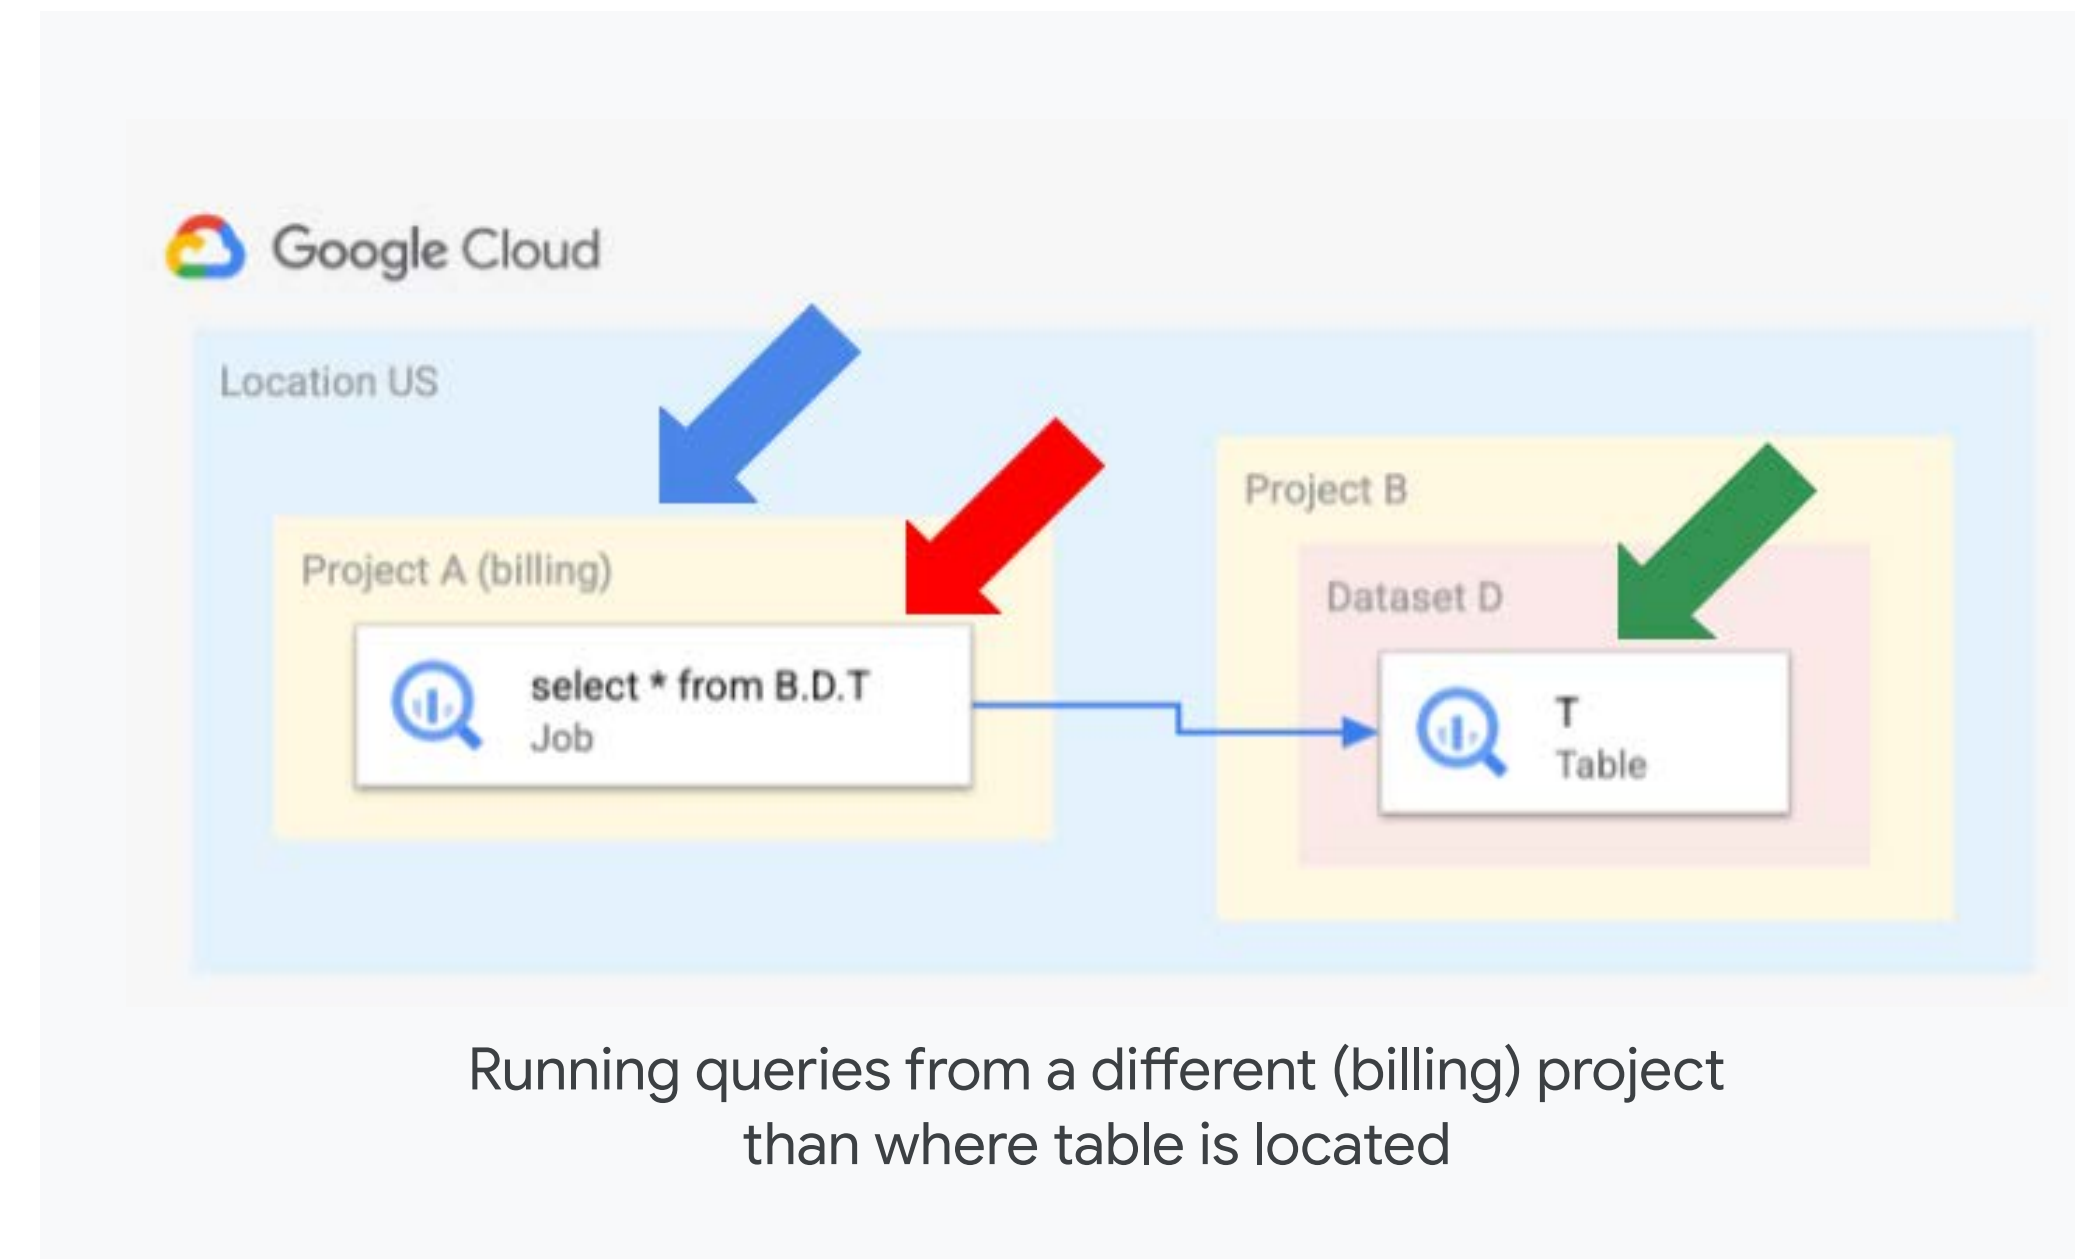 Google Cloud
Location US
Project A (billing)
select * from B.D.T
Job
Project B
Dataset D
T
Table
Running queries from a different (billing) project
than where table is located